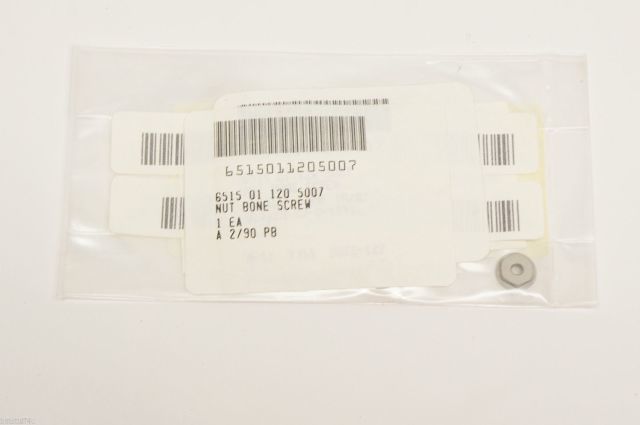 6515011205007
6515 01 120 5007
NUT BONE SCREW
1 EA
A 2/90 PB